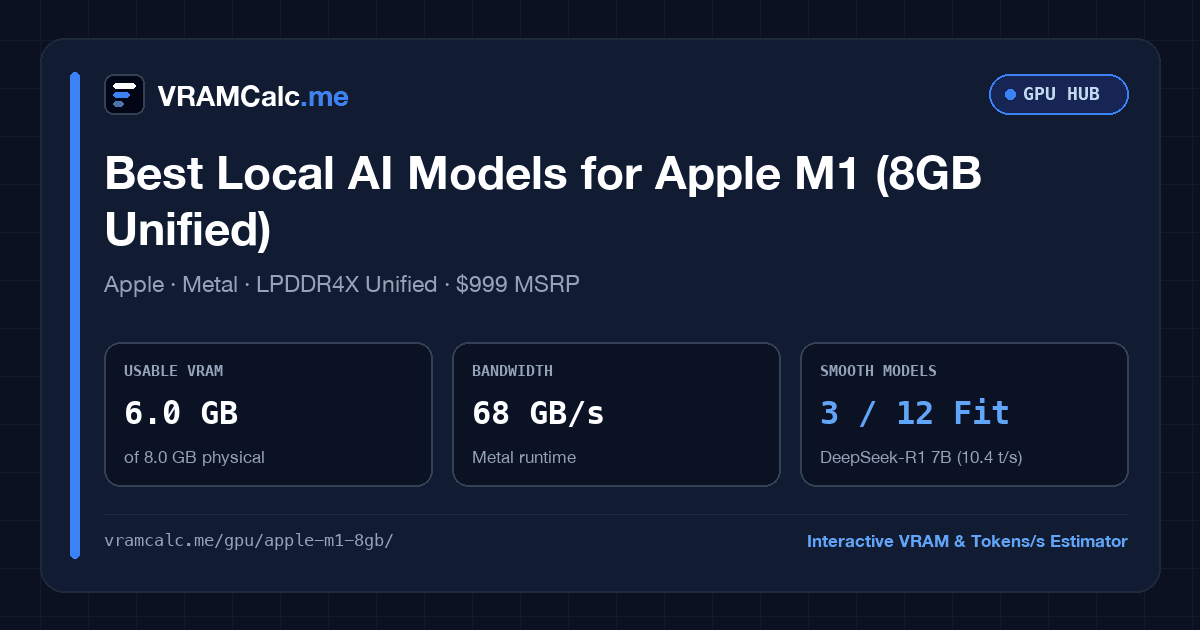 VRAMCalc.me
GPU HUB
Best Local AI Models for Apple M1 (8GB
Unified)
Apple · Metal · LPDDR4X Unified · $999 MSRP
USABLE VRAM
6.0 GB
of 8.0 GB physical
BANDWIDTH
68 GB/s
Metal runtime
SMOOTH MODELS
3 / 12 Fit
DeepSeek-R1 7B (10.4 t/s)
vramcalc.me/gpu/apple-m1-8gb/
Interactive VRAM & Tokens/s Estimator